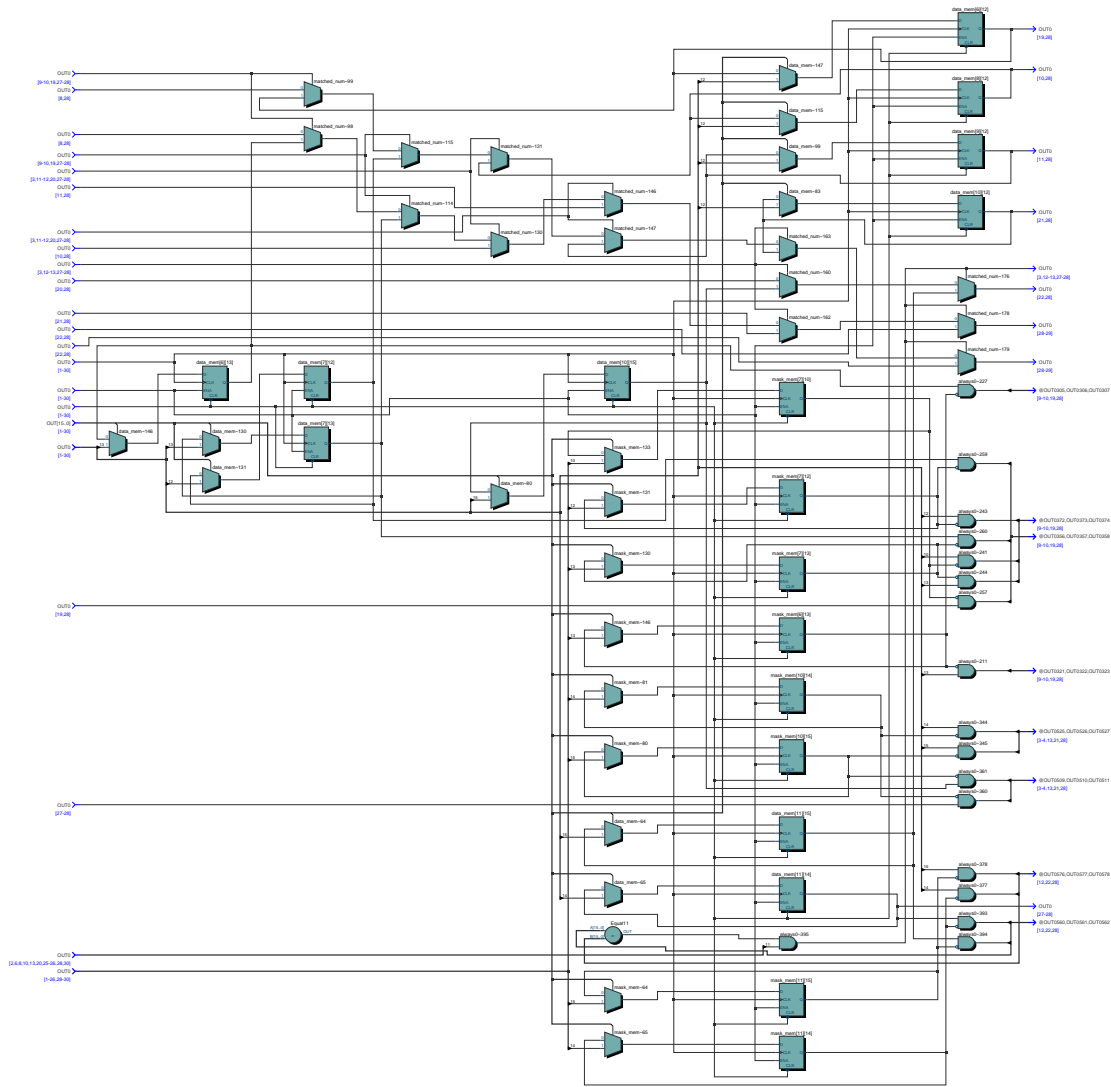 data_mem[6][12]
OUT0
[19,28]
data_mem~147
OUT0
[9-10,19,27-28]
OUT0
[8,28]
matched_num~99
OUT0
[10,28]
data_mem[8][12]
data_mem~115
matched_num~98
OUT0
[8,28]
data_mem[9][12]
matched_num~115
matched_num~131
data_mem~99
OUT0
[11,28]
OUT0
[9-10,19,27-28]
OUT0
[3,11-12,20,27-28]
OUT0
[11,28]
matched_num~146
data_mem~83
data_mem[10][12]
matched_num~114
OUT0
[21,28]
matched_num~130
matched_num~147
matched_num~163
OUT0
[3,11-12,20,27-28]
OUT0
[10,28]
OUT0
[3,12-13,27-28]
OUT0
[20,28]
matched_num~160
matched_num~176
OUT0
[3,12-13,27-28]
OUT0
[22,28]
matched_num~162
matched_num~178
OUT0
[28-29]
OUT0
[21,28]
OUT0
[22,28]
OUT0
[22,28]
OUT0
[1-30]
matched_num~179
OUT0
[28-29]
data_mem[6][13]
data_mem[7][12]
data_mem[10][15]
mask_mem[7][10]
always0~227
@OUT0305,OUT0306,OUT0307
[9-10,19,28]
OUT0
[1-30]
OUT0
OUT[15..0]
[1-30]
OUT0
[1-30]
data_mem~146
data_mem~130
data_mem[7][13]
data_mem~131
data_mem~80
mask_mem~133
always0~259
mask_mem~131
mask_mem[7][12]
always0~243
@OUT0372,OUT0373,OUT0374
[9-10,19,28]
always0~260
@OUT0356,OUT0357,OUT0358
[9-10,19,28]
mask_mem~130
mask_mem[7][13]
always0~241
always0~244
always0~257
OUT0
[19,28]
mask_mem~146
mask_mem[6][13]
always0~211
@OUT0321,OUT0322,OUT0323
[9-10,19,28]
mask_mem~81
mask_mem[10][14]
always0~344
@OUT0525,OUT0526,OUT0527
[3-4,13,21,28]
mask_mem~80
mask_mem[10][15]
always0~345
always0~361
@OUT0509,OUT0510,OUT0511
[3-4,13,21,28]
always0~360
OUT0
[27-28]
data_mem~64
data_mem[11][15]
always0~378
@OUT0576,OUT0577,OUT0578
[12,22,28]
data_mem~65
data_mem[11][14]
always0~377
OUT0
[27-28]
always0~393
@OUT0560,OUT0561,OUT0562
[12,22,28]
Equal11
always0~395
always0~394
OUT0
[2,6,8,10,13,20,25-26,28,30]
OUT0
[1-26,28-30]
mask_mem~64
mask_mem[11][15]
mask_mem~65
mask_mem[11][14]